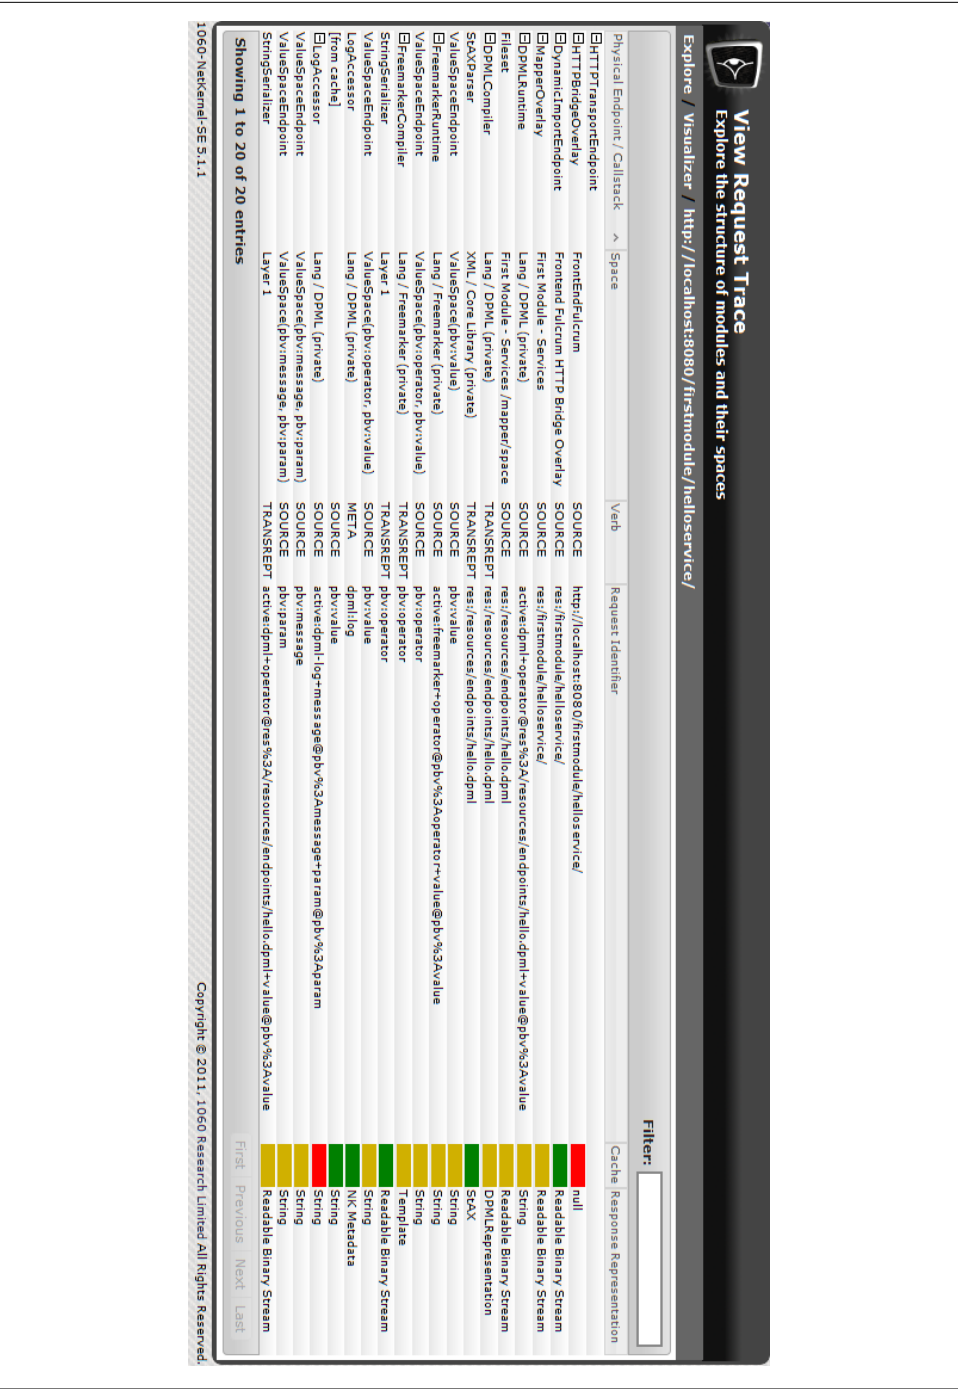 View Request Trace
Explore the structure of modules and their spaces
Explore / Visualizer / http://localhost:8080/firstmodule/helloservice/
Filter:
Physical Endpoint / Callstack ^ Space Verb Request Identifier Cache Response Representation
HTTPTransportEndpoint
HTTPBridgeOverlay FrontEndFulcrum SOURCE http://localhost:8080/firstmodule/helloservice/ null
DynamicImportEndpoint Frontend Fulcrum HTTP Bridge Overlay SOURCE res:/firstmodule/helloservice/ Readable Binary Stream
MapperOverlay First Module - Services SOURCE res:/firstmodule/helloservice/ Readable Binary Stream
DPMLRuntime Lang / DPML (private) SOURCE active:dpml+operator@res%3A/resources/endpoints/hello.dpml+value@pbv%3Avalue String
Fileset First Module - Services /mapper/space SOURCE res:/resources/endpoints/hello.dpml Readable Binary Stream
DPMLCompiler Lang / DPML (private) TRANSREPT res:/resources/endpoints/hello.dpml DPMLRepresentation
StAXParser XML / Core Library (private) TRANSREPT res:/resources/endpoints/hello.dpml StAX
ValueSpaceEndpoint ValueSpace(pbv:value) SOURCE pbv:value String
FreemarkerRuntime Lang / Freemarker (private) SOURCE active:freemarker+operator@pbv%3Aoperator+value@pbv%3Avalue String
ValueSpaceEndpoint ValueSpace(pbv:operator, pbv:value) SOURCE pbv:operator String
FreemarkerCompiler Lang / Freemarker (private) TRANSREPT pbv:operator Template
StringSerializer Layer 1 TRANSREPT pbv:operator Readable Binary Stream
ValueSpaceEndpoint ValueSpace(pbv:operator, pbv:value) SOURCE pbv:value String
LogAccessor Lang / DPML (private) META dpml:log NK Metadata
[from cache] SOURCE pbv:value String
LogAccessor Lang / DPML (private) SOURCE active:dpml-log+message@pbv%3Amessage+param@pbv%3Aparam String
ValueSpaceEndpoint ValueSpace(pbv:message, pbv:param) SOURCE pbv:message String
ValueSpaceEndpoint ValueSpace(pbv:message, pbv:param) SOURCE pbv:param String
StringSerializer Layer 1 TRANSREPT active:dpml+operator@res%3A/resources/endpoints/hello.dpml+value@pbv%3Avalue Readable Binary Stream
Showing 1 to 20 of 20 entries First Previous Next Last
1060-NetKernel-SE 5.1.1 Copyright © 2011, 1060 Research Limited All Rights Reserved.